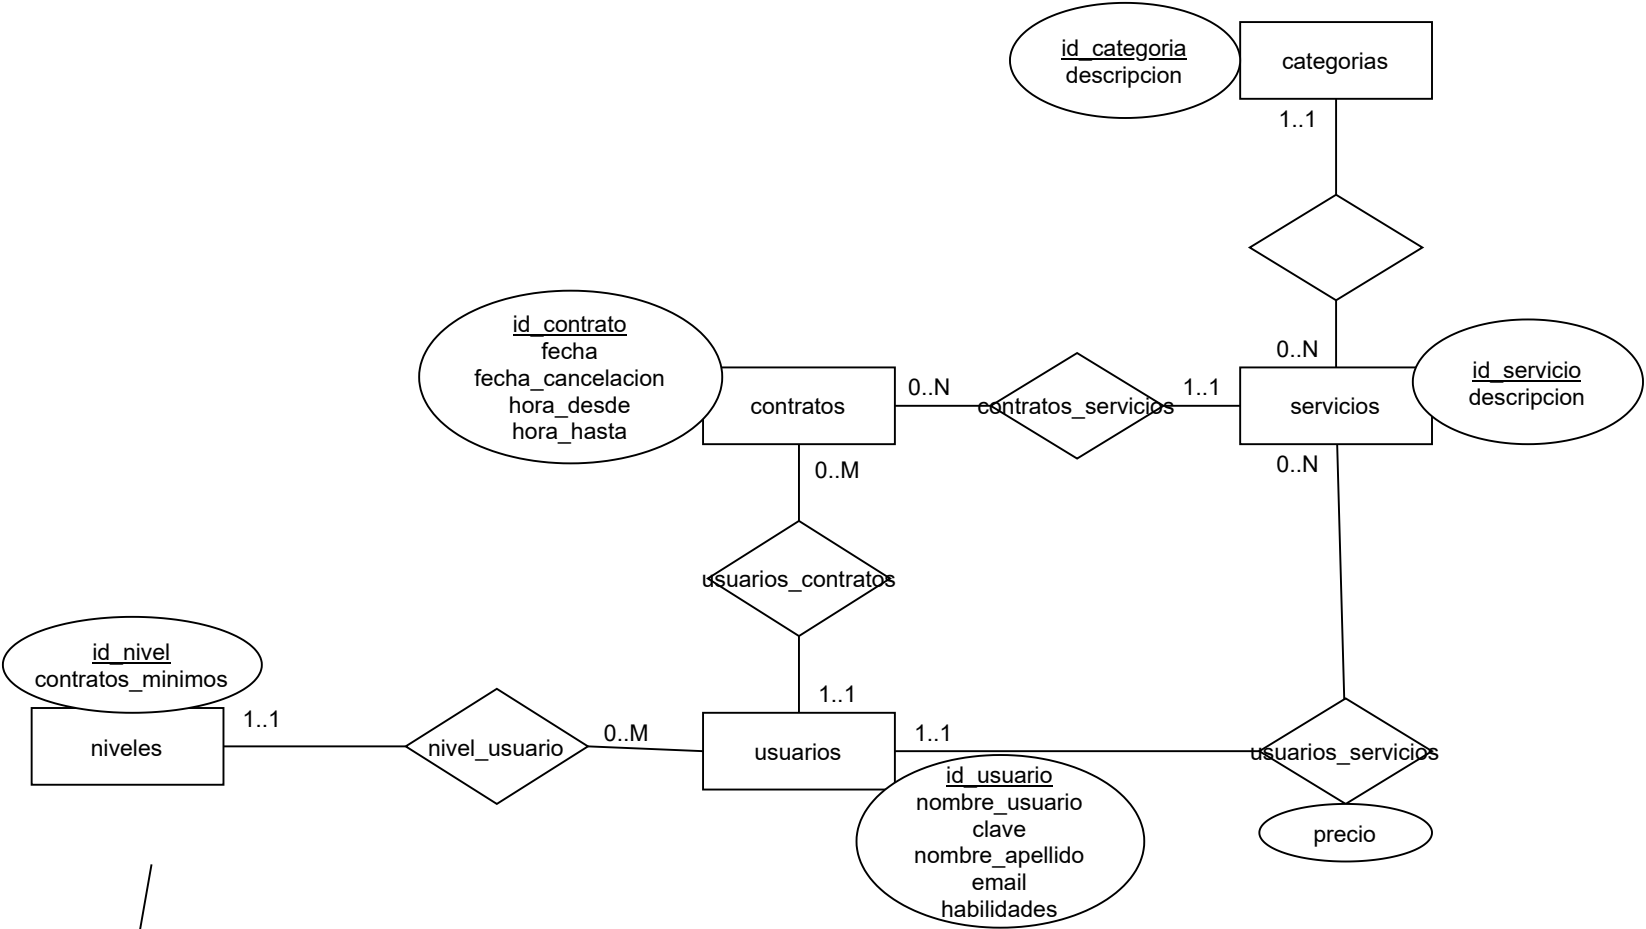 id_categoria
descripcion
categorias
1..1
0..N
id_contrato
fecha
fecha_cancelacion
hora_desde
hora_hasta
contratos
0..N
contratos_servicios
1..1
servicios
id_servicio
descripcion
0..M
0..N
usuarios_contratos
id_nivel
contratos_minimos
1..1
niveles
1..1
nivel_usuario
0..M
usuarios
1..1
usuarios_servicios
id_usuario
nombre_usuario
clave
nombre_apellido
email
habilidades
precio